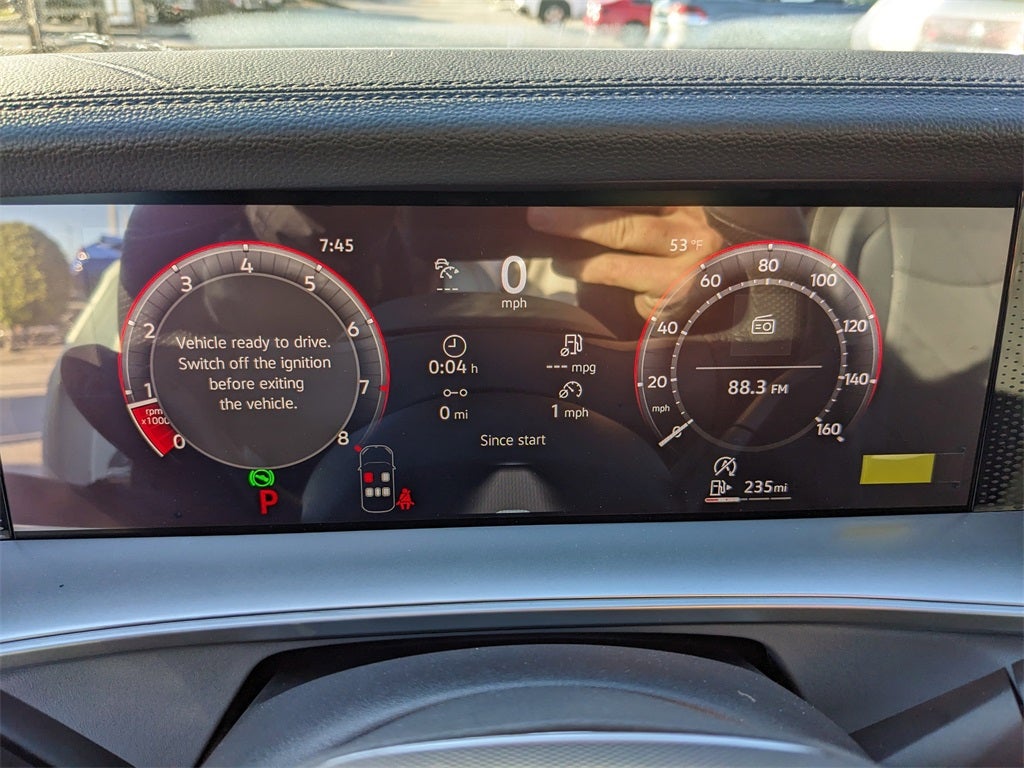 7:45
53 °F
0
mph
0 1 2 3 4 5 6 7 8
rpm
x1000
Vehicle ready to drive.
Switch off the ignition
before exiting
the vehicle.
P
0:04 h
--- mpg
0 mi
1 mph
Since start
0 20 40 60 80 100 120 140 160
mph
88.3 FM
235mi